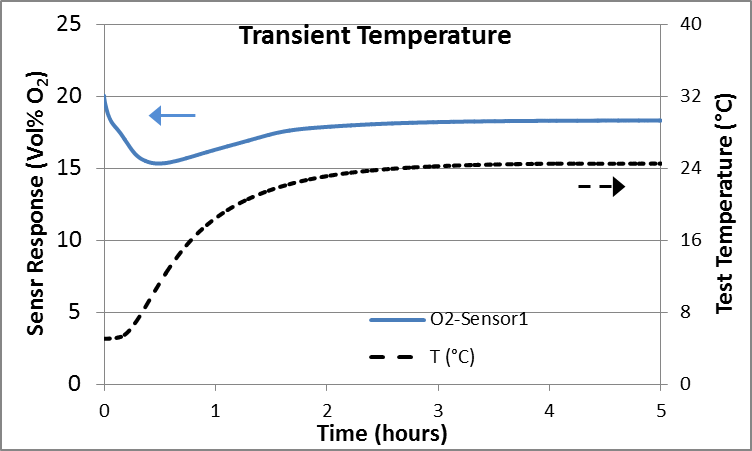 Transient Temperature
25
20
15
10
5
0
Sensr Response (Vol% O₂)
40
32
24
16
8
0
Test Temperature (°C)
O2-Sensor1
T (°C)
0 1 2 3 4 5
Time (hours)